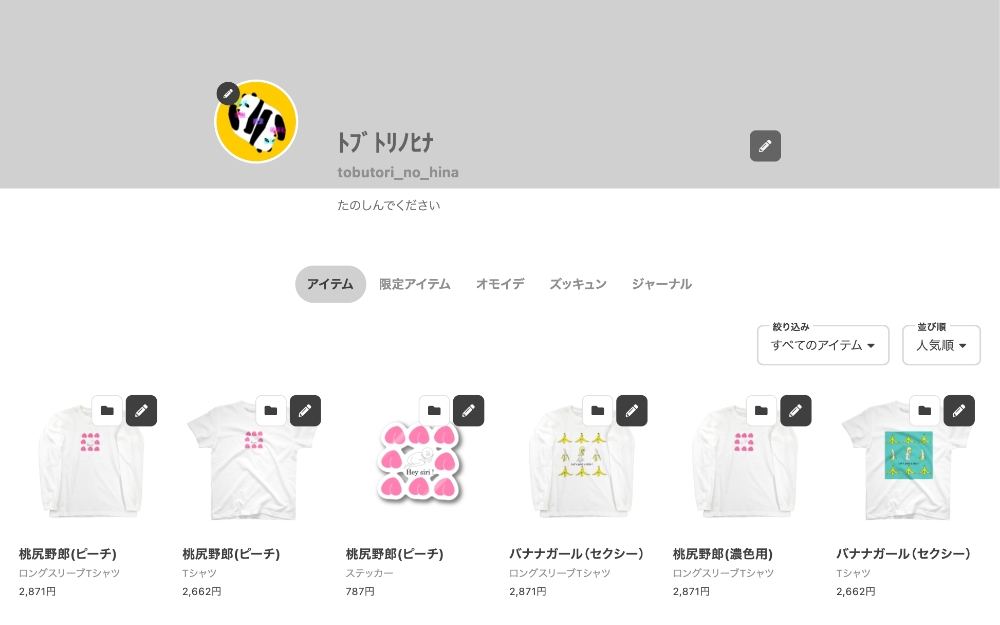 ﾄﾌﾞﾄﾘﾉﾋﾅ
tobutori_no_hina
たのしんでください
アイテム 限定アイテム オモイデ ズッキュン ジャーナル
絞り込み 並び順
すべてのアイテム 人気順
Hey siri !
桃尻野郎(ピーチ) 桃尻野郎(ピーチ) 桃尻野郎(ピーチ) バナナガール（セクシー） 桃尻野郎(濃色用) バナナガール（セクシー）
ロングスリーブTシャツ Tシャツ ステッカー ロングスリーブTシャツ ロングスリーブTシャツ Tシャツ
2,871円 2,662円 787円 2,871円 2,871円 2,662円